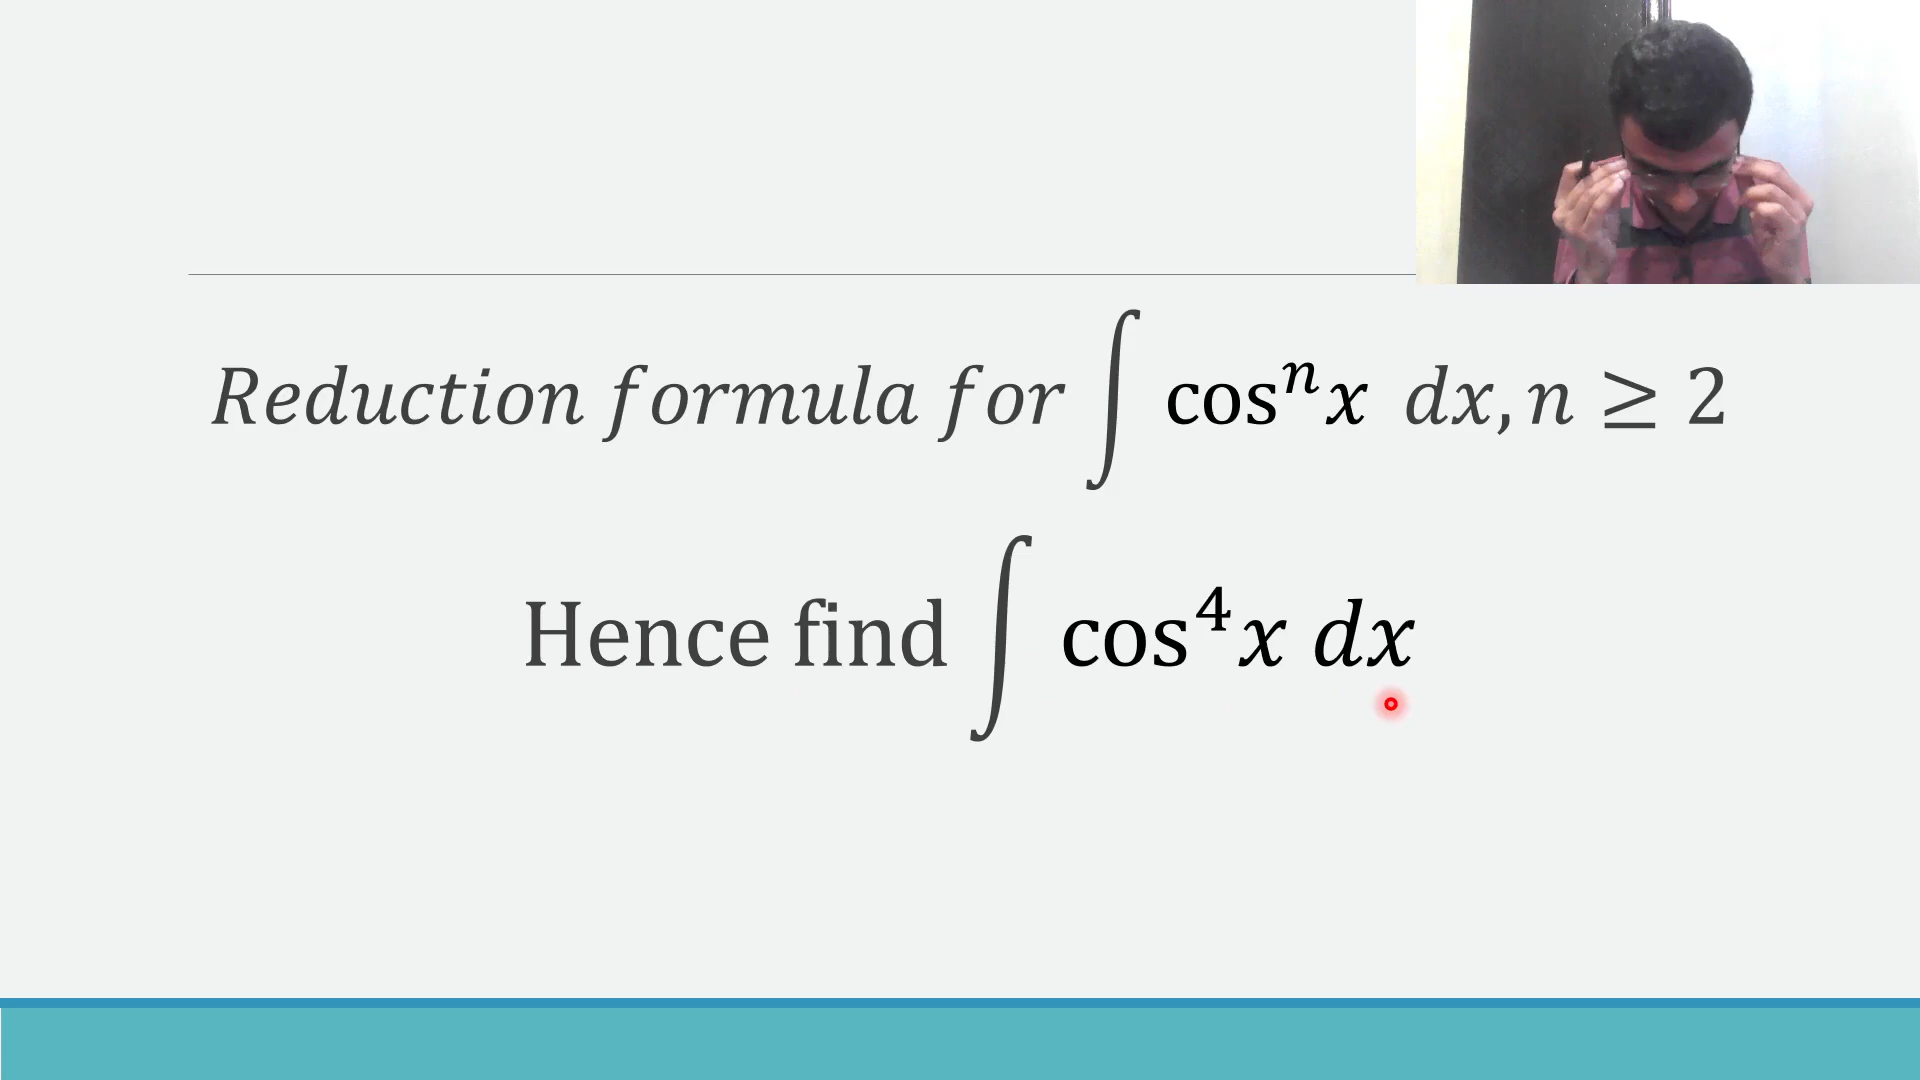 Reduction formula for ∫ cosⁿx dx, n ≥ 2
Hence find ∫ cos⁴x dx